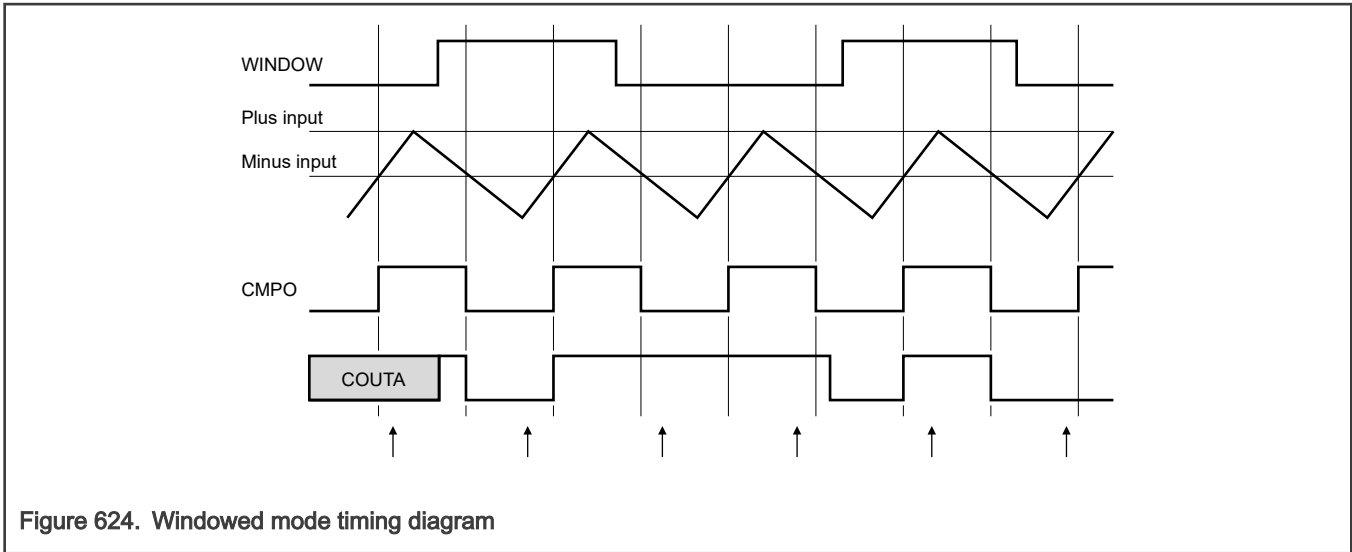 WINDOW
Plus input
Minus input
CMPO
COUTA
Figure 624. Windowed mode timing diagram